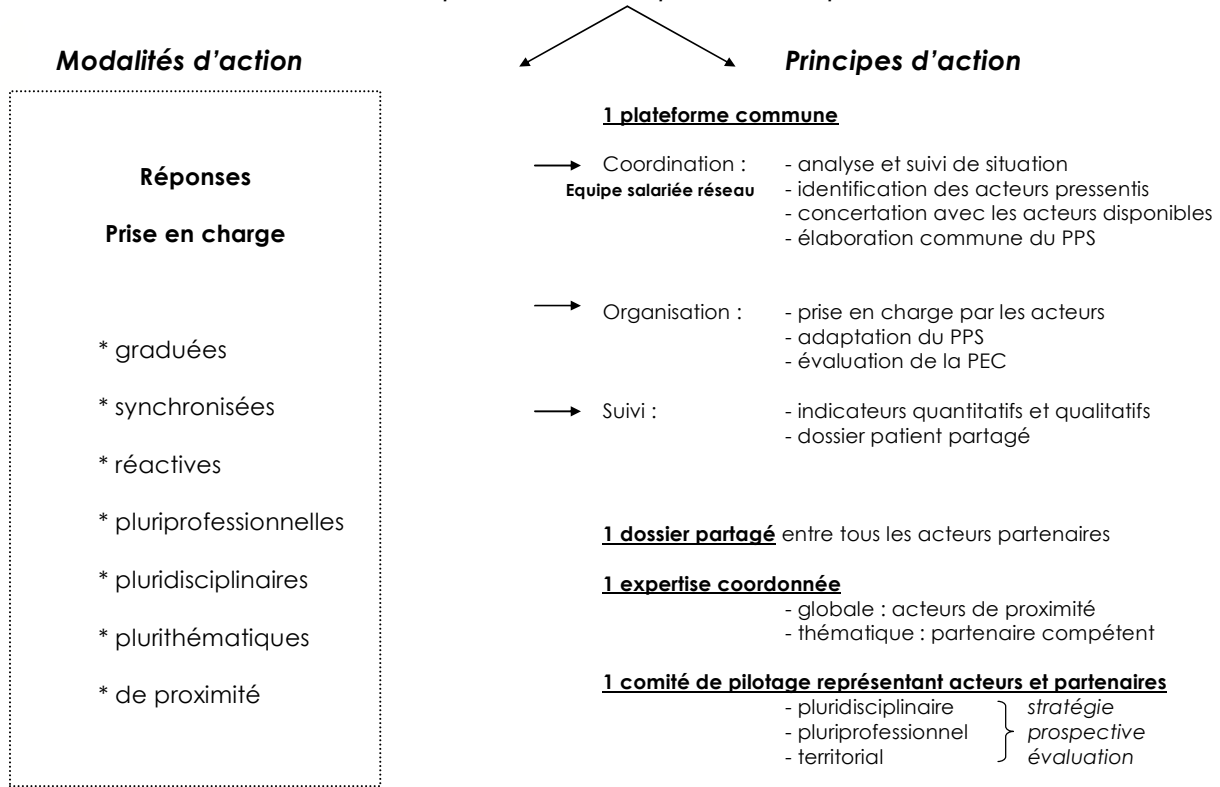 Modalités d'action
Principes d'action
Réponses
Prise en charge
* graduées
* synchronisées
* réactives
* pluriprofessionnelles
* pluridisciplinaires
* plurithématiques
* de proximité
1 plateforme commune
Coordination : - analyse et suivi de situation
Equipe salariée réseau - identification des acteurs pressentis
- concertation avec les acteurs disponibles
- élaboration commune du PPS
Organisation : - prise en charge par les acteurs
- adaptation du PPS
- évaluation de la PEC
Suivi : - indicateurs quantitatifs et qualitatifs
- dossier patient partagé
1 dossier partagé entre tous les acteurs partenaires
1 expertise coordonnée
- globale : acteurs de proximité
- thématique : partenaire compétent
1 comité de pilotage représentant acteurs et partenaires
- pluridisciplinaire stratégie
- pluriprofessionnel prospective
- territorial évaluation